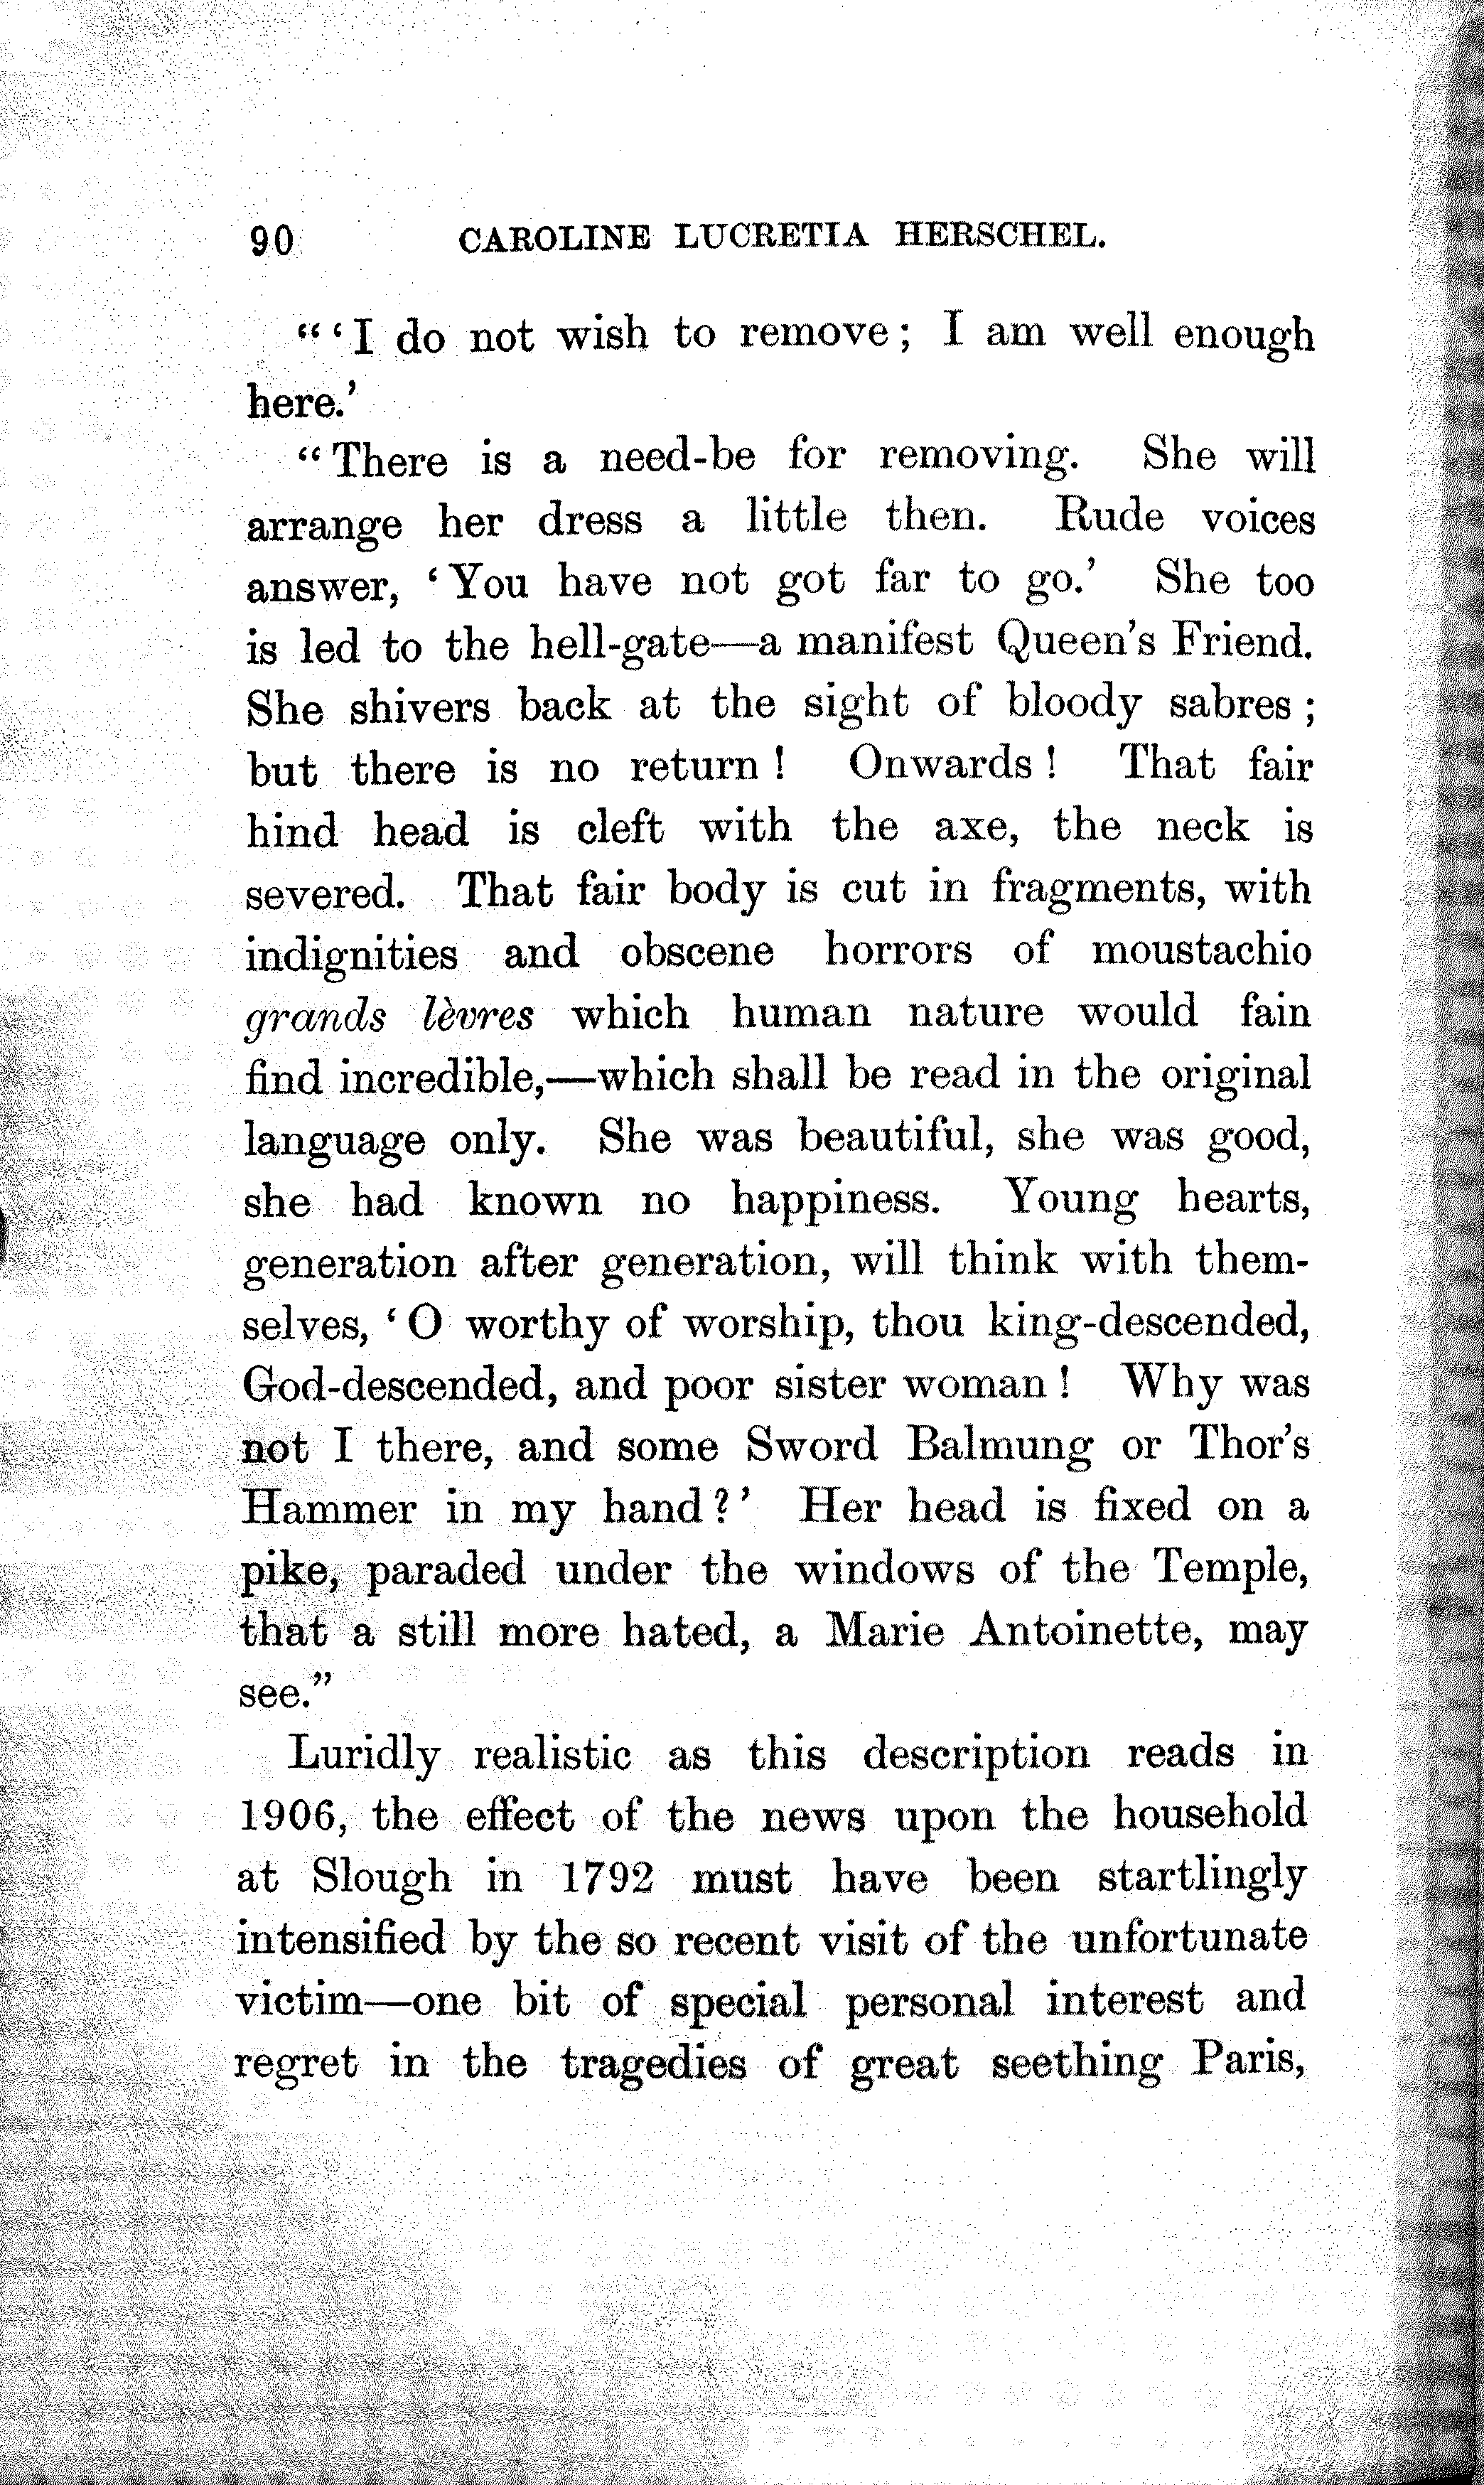 90 CAROLINE LUCRETIA HERSCHEL.
"'I do not wish to remove; I am well enough
here.'
"There is a need-be for removing. She will
arrange her dress a little then. Rude voices
answer, 'You have not got far to go.' She too
is led to the hell-gate—a manifest Queen's Friend.
She shivers back at the sight of bloody sabres;
but there is no return! Onwards! That fair
hind head is cleft with the axe, the neck is
severed. That fair body is cut in fragments, with
indignities and obscene horrors of moustachio
grands lèvres which human nature would fain
find incredible,—which shall be read in the original
language only. She was beautiful, she was good,
she had known no happiness. Young hearts,
generation after generation, will think with them-
selves, 'O worthy of worship, thou king-descended,
God-descended, and poor sister woman! Why was
not I there, and some Sword Balmung or Thor's
Hammer in my hand?' Her head is fixed on a
pike, paraded under the windows of the Temple,
that a still more hated, a Marie Antoinette, may
see."
Luridly realistic as this description reads in
1906, the effect of the news upon the household
at Slough in 1792 must have been startlingly
intensified by the so recent visit of the unfortunate
victim—one bit of special personal interest and
regret in the tragedies of great seething Paris,